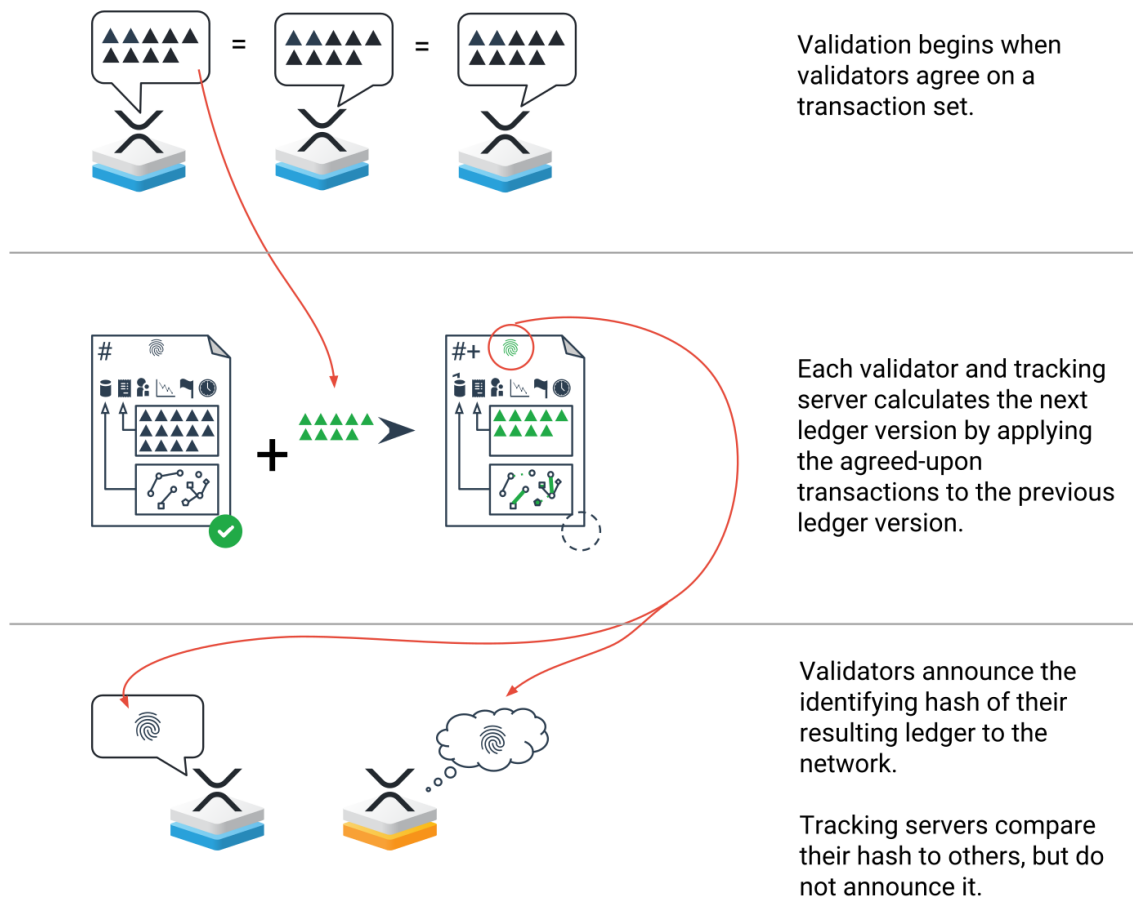 = =
Validation begins when
validators agree on a
transaction set.
# #+
+
Each validator and tracking
server calculates the next
ledger version by applying
the agreed-upon
transactions to the previous
ledger version.
Validators announce the
identifying hash of their
resulting ledger to the
network.
Tracking servers compare
their hash to others, but do
not announce it.